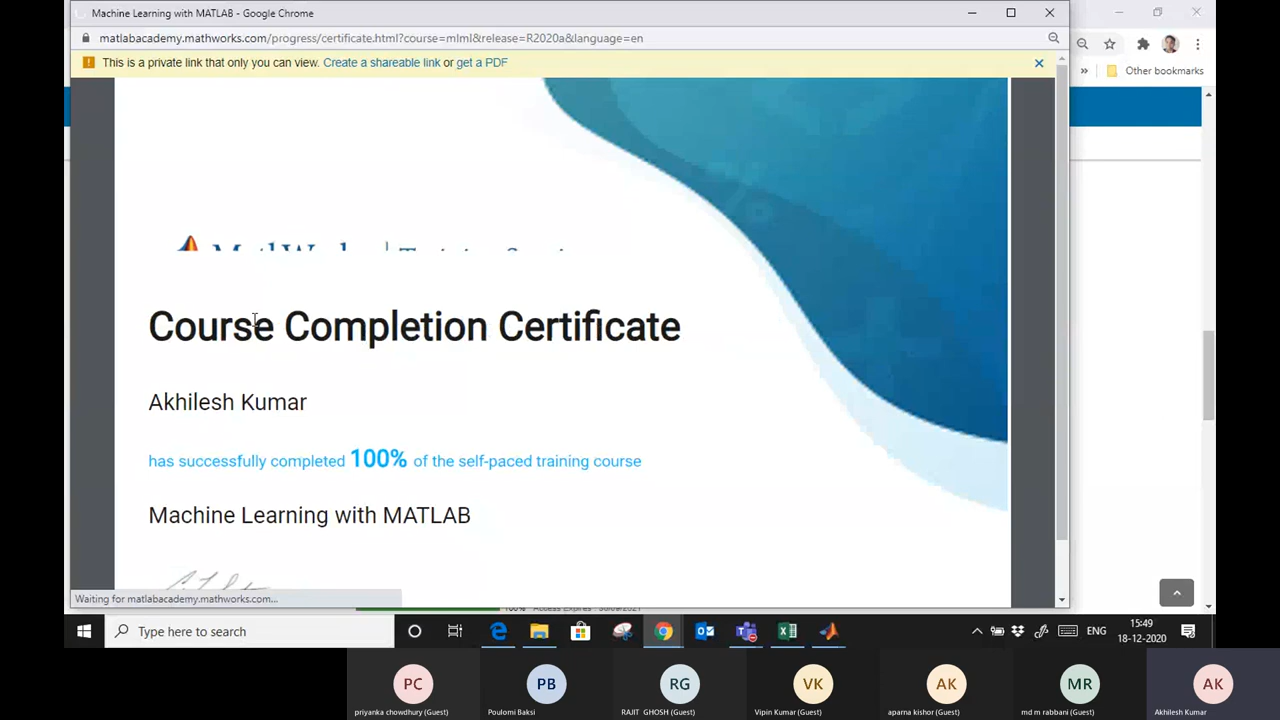 Machine Learning with MATLAB - Google Chrome
matlabacademy.mathworks.com/progress/certificate.html?course=mlml&release=R2020a&language=en
This is a private link that only you can view. Create a shareable link or get a PDF
» Other bookmarks
Course Completion Certificate
Akhilesh Kumar
has successfully completed 100% of the self-paced training course
Machine Learning with MATLAB
Waiting for matlabacademy.mathworks.com...
100% Access Expires
Type here to search
ENG
15:49
18-12-2020
PC
priyanka chowdhury (Guest)
PB
Poulomi Baksi
RG
RAJIT GHOSH (Guest)
VK
Vipin Kumar (Guest)
AK
aparna kishor (Guest)
MR
md m rabbani (Guest)
AK
Akhilesh Kumar